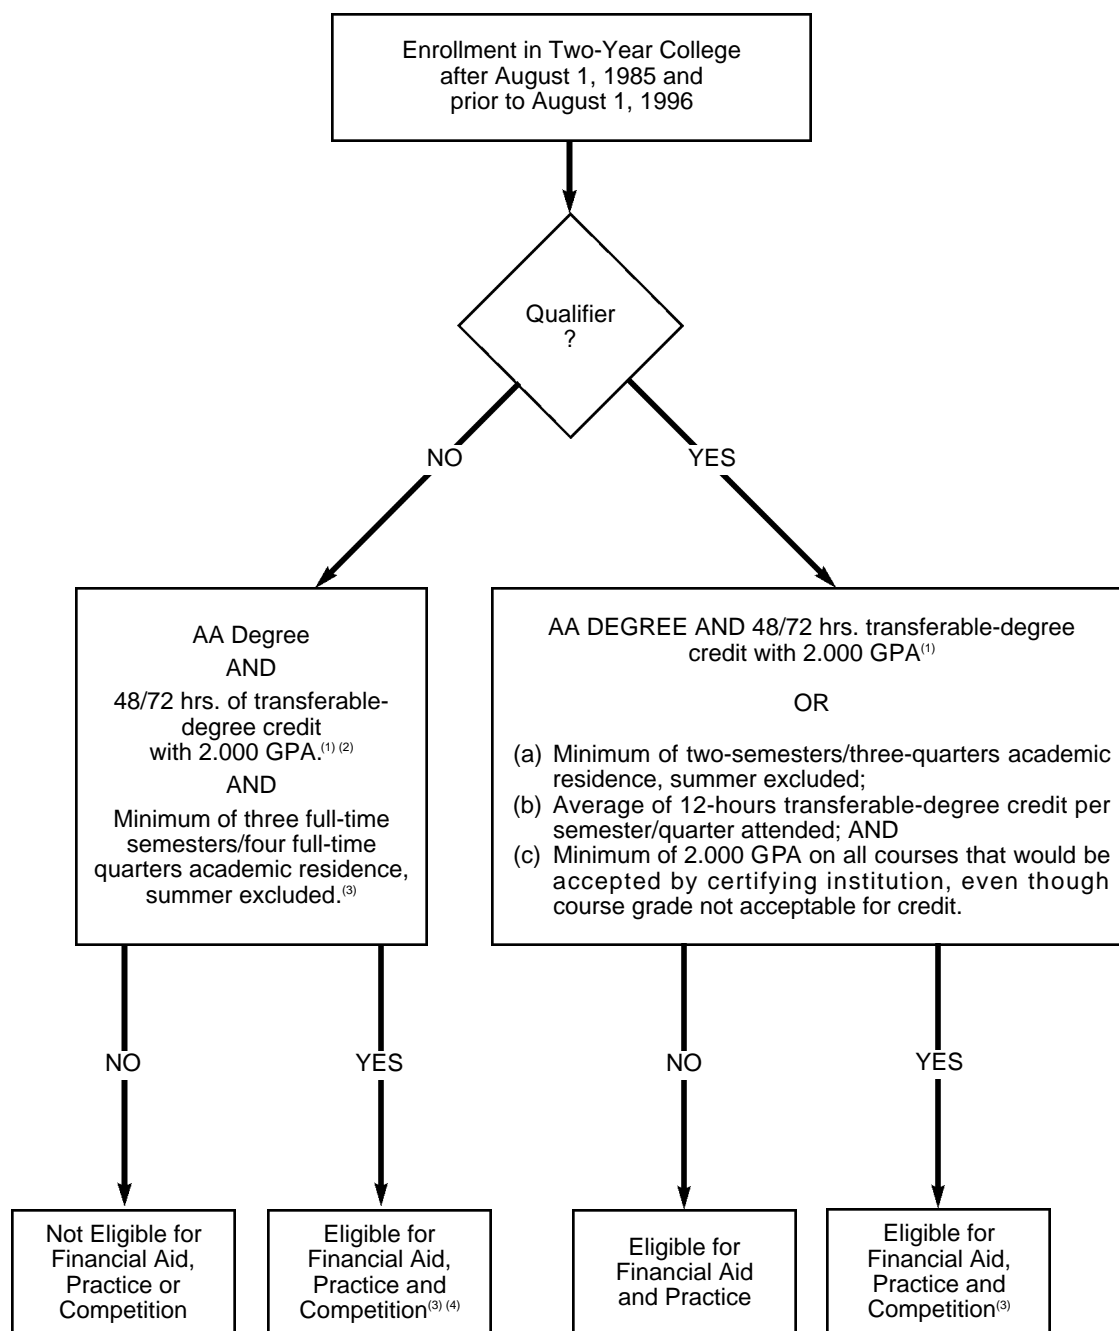 Enrollment in Two-Year College
after August 1, 1985 and
prior to August 1, 1996
Qualifier
?
NO
YES
AA Degree
AND
48/72 hrs. of transferable-
degree credit
with 2.000 GPA.(1) (2)
AND
Minimum of three full-time
semesters/four full-time
quarters academic residence,
summer excluded.(3)
AA DEGREE AND 48/72 hrs. transferable-degree
credit with 2.000 GPA(1)
OR
(a) Minimum of two-semesters/three-quarters academic
residence, summer excluded;
(b) Average of 12-hours transferable-degree credit per
semester/quarter attended; AND
(c) Minimum of 2.000 GPA on all courses that would be
accepted by certifying institution, even though
course grade not acceptable for credit.
NO
YES
NO
YES
Not Eligible for
Financial Aid,
Practice or
Competition
Eligible for
Financial Aid,
Practice and
Competition(3) (4)
Eligible for
Financial Aid
and Practice
Eligible for
Financial Aid,
Practice and
Competition(3)